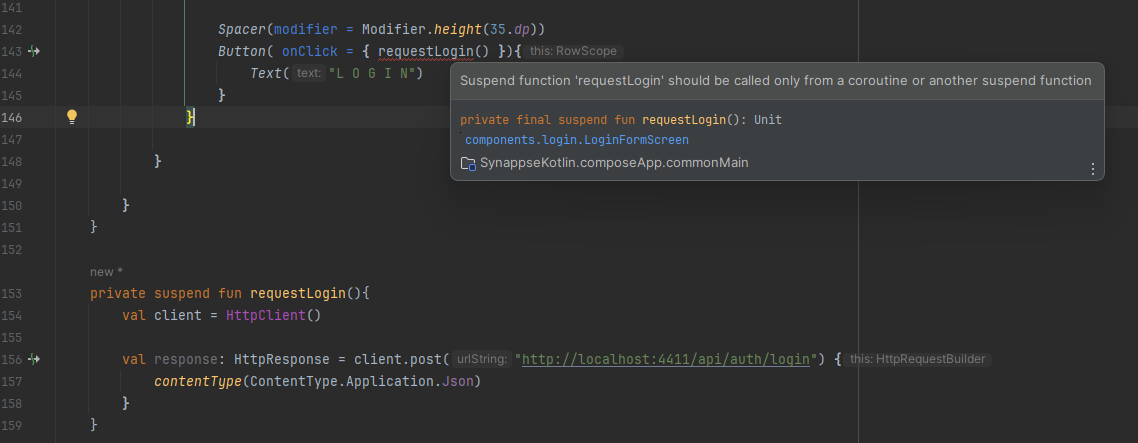 141
142 Spacer(modifier = Modifier.height(35.dp))
143 Button( onClick = { requestLogin() }){ this: RowScope
144 Text( text: "L O G I N")
145 }
146 }
147
148 }
149
150 }
151 }
152
new *
153 private suspend fun requestLogin(){
154 val client = HttpClient()
155
156 val response: HttpResponse = client.post( urlString: "http://localhost:4411/api/auth/login") { this: HttpRequestBuilder
157 contentType(ContentType.Application.Json)
158 }
159 }
Suspend function 'requestLogin' should be called only from a coroutine or another suspend function
private final suspend fun requestLogin(): Unit
components.login.LoginFormScreen
SynappseKotlin.composeApp.commonMain